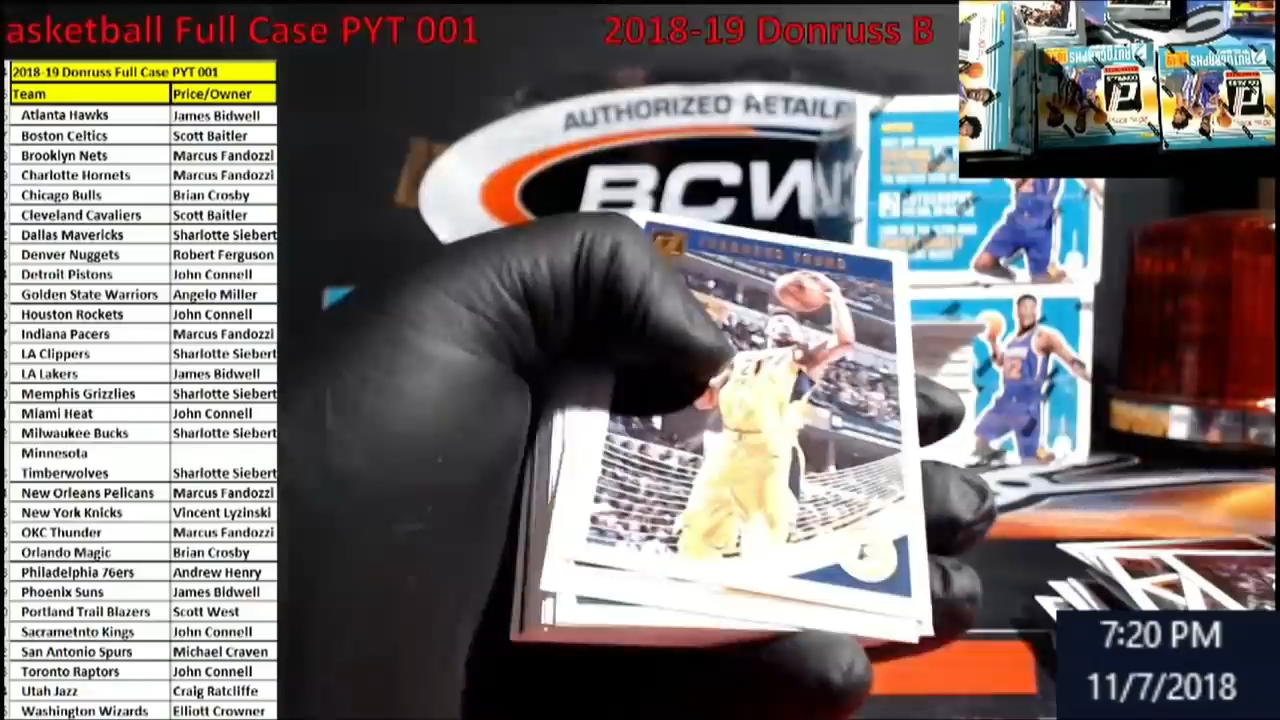 asketball Full Case PYT 001 2018-19 Donruss B
2018-19 Donruss Full Case PYT 001
Team Price/Owner
Atlanta Hawks James Bidwell
Boston Celtics Scott Baitler
Brooklyn Nets Marcus Fandozzi
Charlotte Hornets Marcus Fandozzi
Chicago Bulls Brian Crosby
Cleveland Cavaliers Scott Baitler
Dallas Mavericks Sharlotte Siebert
Denver Nuggets Robert Ferguson
Detroit Pistons John Connell
Golden State Warriors Angelo Miller
Houston Rockets John Connell
Indiana Pacers Marcus Fandozzi
LA Clippers Sharlotte Siebert
LA Lakers James Bidwell
Memphis Grizzlies Sharlotte Siebert
Miami Heat John Connell
Milwaukee Bucks Sharlotte Siebert
Minnesota
Timberwolves Sharlotte Siebert
New Orleans Pelicans Marcus Fandozzi
New York Knicks Vincent Lyzinski
OKC Thunder Marcus Fandozzi
Orlando Magic Brian Crosby
Philadelphia 76ers Andrew Henry
Phoenix Suns James Bidwell
Portland Trail Blazers Scott West
Sacrametnto Kings John Connell
San Antonio Spurs Michael Craven
Toronto Raptors John Connell
Utah Jazz Craig Ratcliffe
Washington Wizards Elliott Crowner
AUTHORIZED RETAILE
BCW
THADDEUS YOUNG
AUTOGRAPHS
AUTOGRAPHS
DONRUSS
7:20 PM
11/7/2018